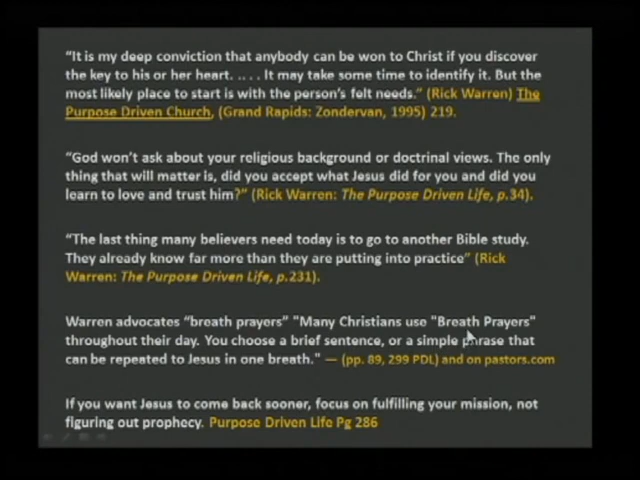 “It is my deep conviction that anybody can be won to Christ if you discover
the key to his or her heart. .. . . It may take some time to identify it. But the
most likely place to start is with the person’s felt needs.” (Rick Warren) The
Purpose Driven Church, (Grand Rapids: Zondervan, 1995) 219.
“God won’t ask about your religious background or doctrinal views. The only
thing that will matter is, did you accept what Jesus did for you and did you
learn to love and trust him?” (Rick Warren: The Purpose Driven Life, p.34).
“The last thing many believers need today is to go to another Bible study.
They already know far more than they are putting into practice” (Rick
Warren: The Purpose Driven Life, p.231).
Warren advocates “breath prayers” "Many Christians use "Breath Prayers"
throughout their day. You choose a brief sentence, or a simple phrase that
can be repeated to Jesus in one breath." — (pp. 89, 299 PDL) and on pastors.com
If you want Jesus to come back sooner, focus on fulfilling your mission, not
figuring out prophecy. Purpose Driven Life Pg 286